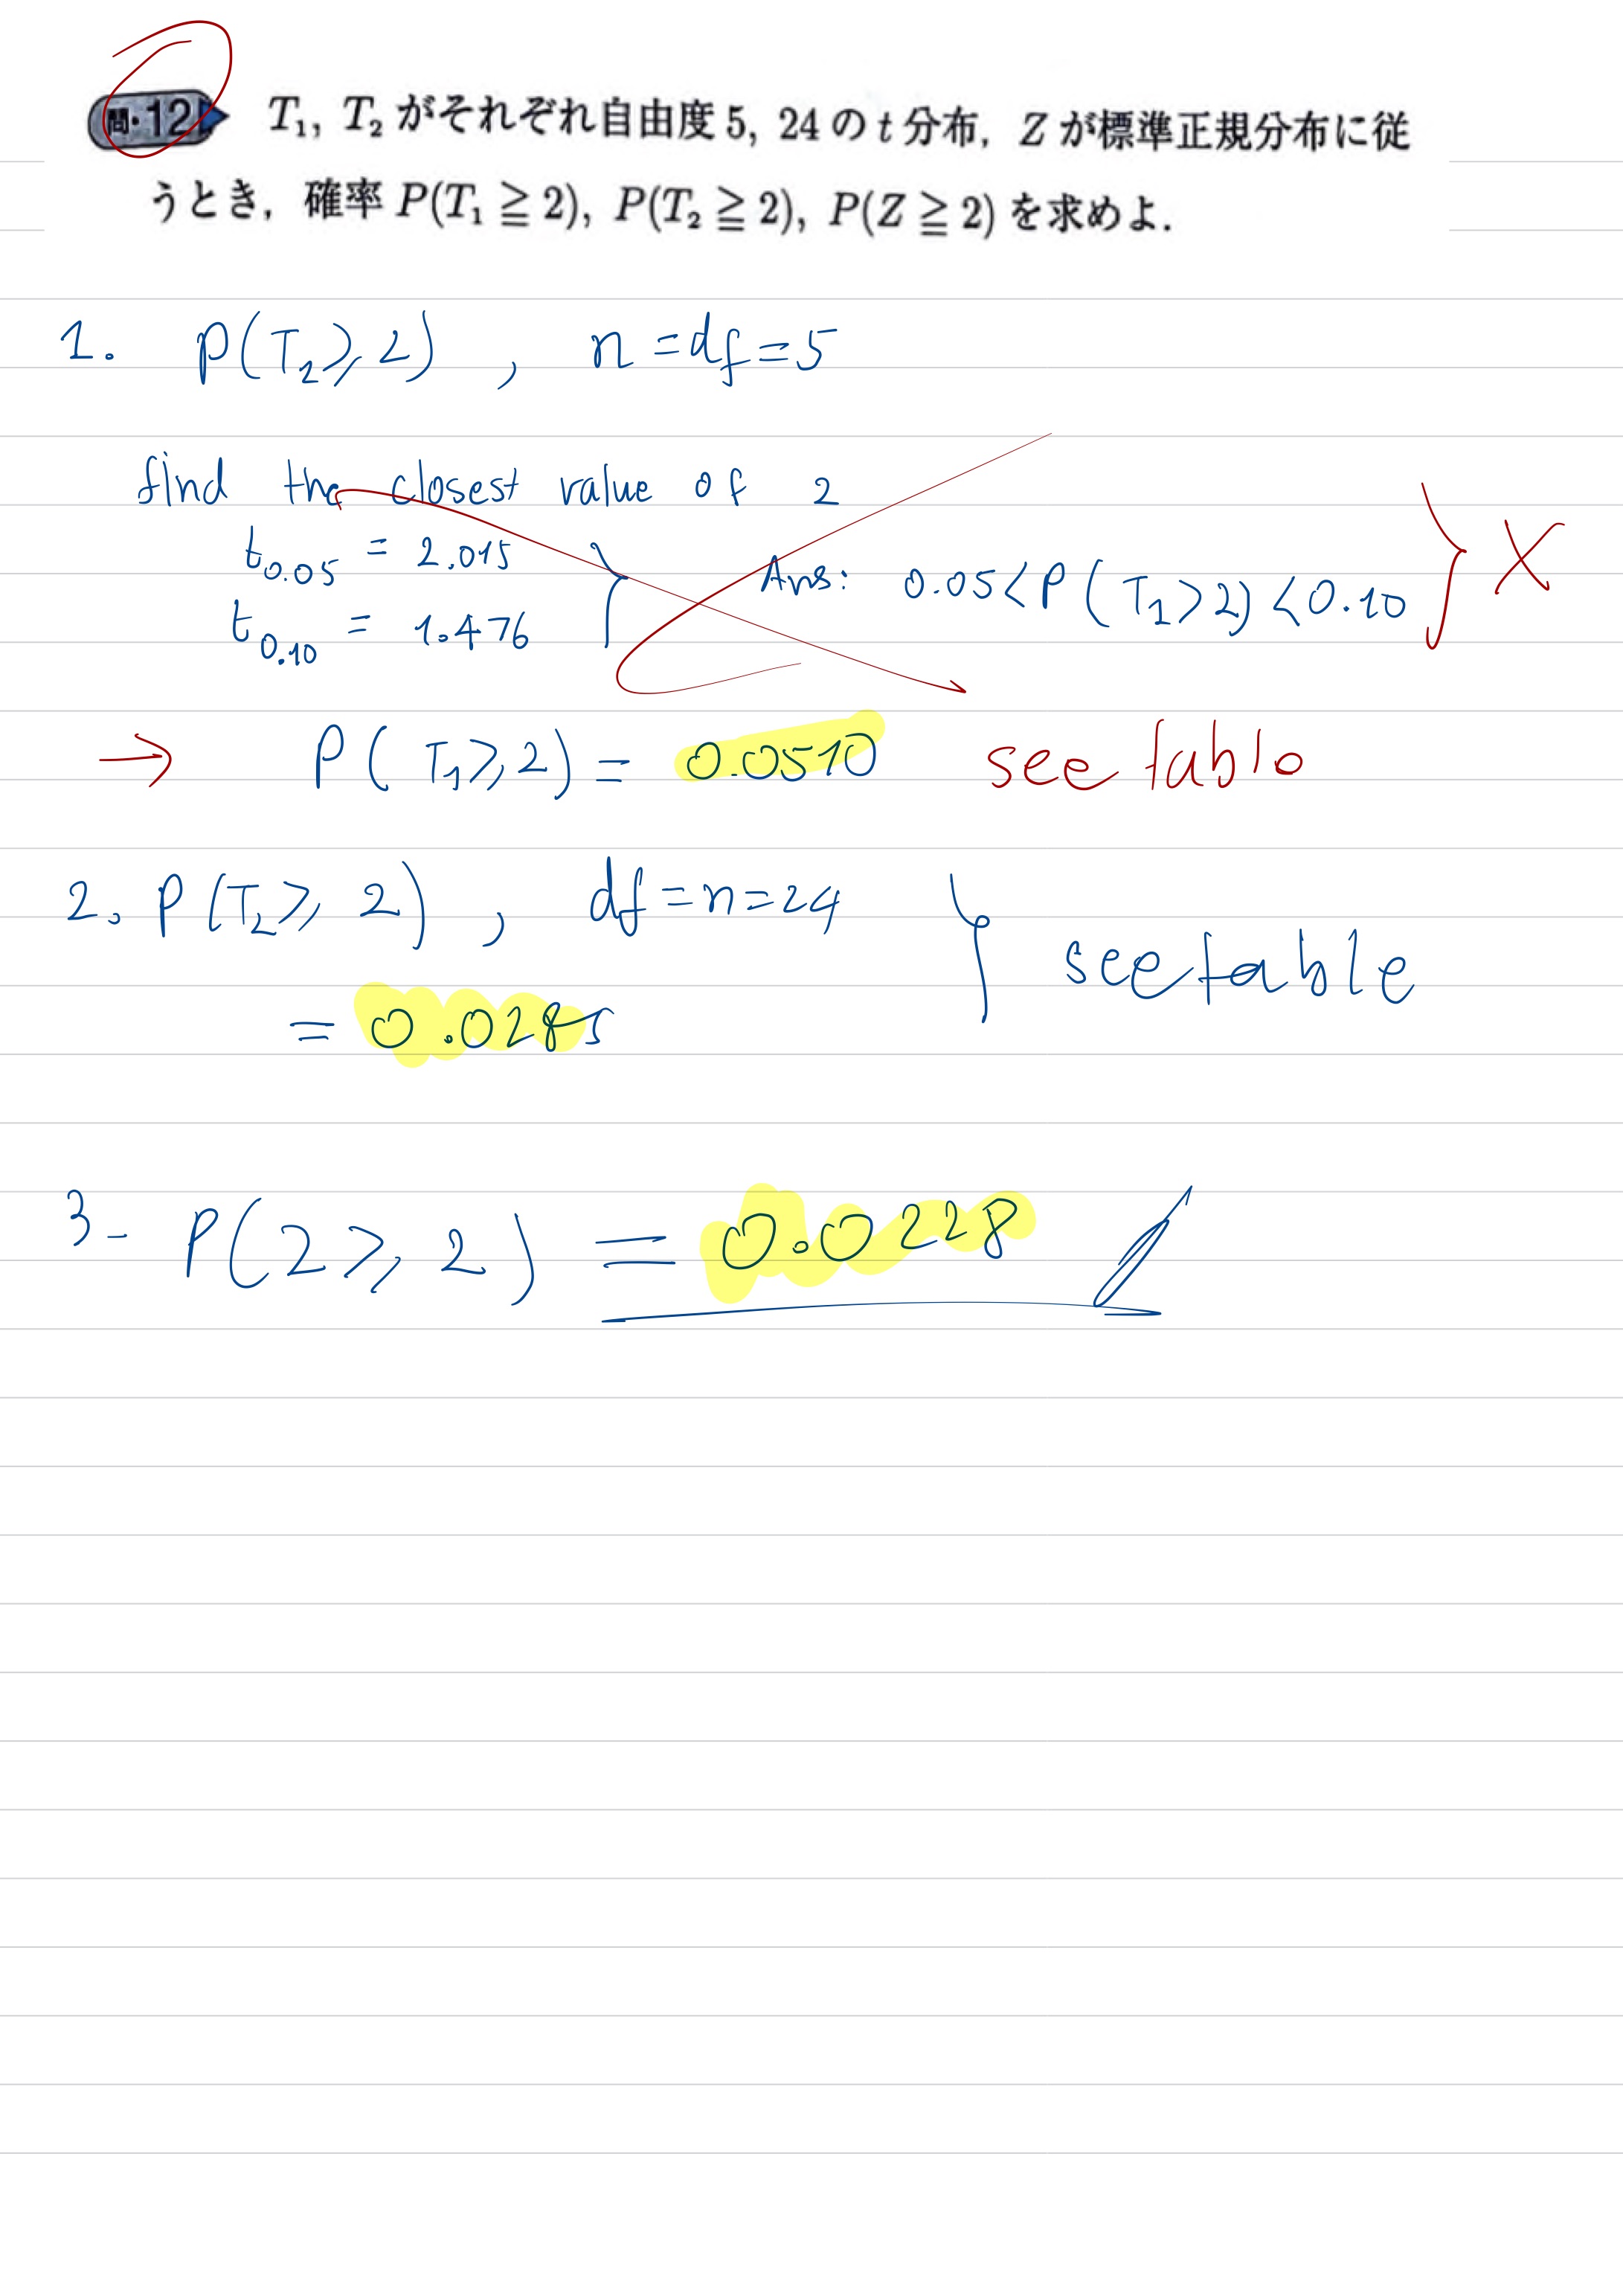 問・12 T₁, T₂ がそれぞれ自由度 5, 24 の t 分布, Z が標準正規分布に従
うとき, 確率 P(T₁ ≧ 2), P(T₂ ≧ 2), P(Z ≧ 2) を求めよ.
1. P(T₂ ⩾ 2) , n = df = 5
find the closest value of 2
t₀.₀₅ = 2.015
t₀.₁₀ = 1.476 } Ans: 0.05 < P(T₁ > 2) < 0.10 } X
→ P(T₁ ⩾ 2) = 0.0510 see table
2. P(T₂ ⩾ 2) , df = n = 24 } see table
= 0.0285
3- P(Z ⩾ 2) = 0.0228